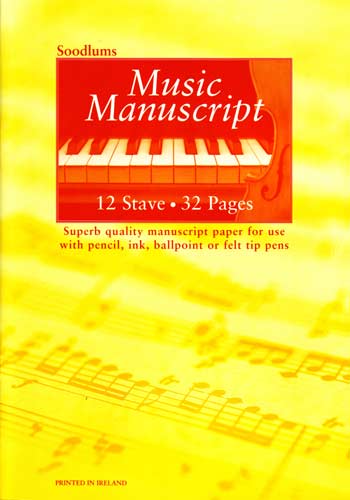 Soodlums
Music
Manuscript
12 Stave • 32 Pages
Superb quality manuscript paper for use
with pencil, ink, ballpoint or felt tip pens
PRINTED IN IRELAND